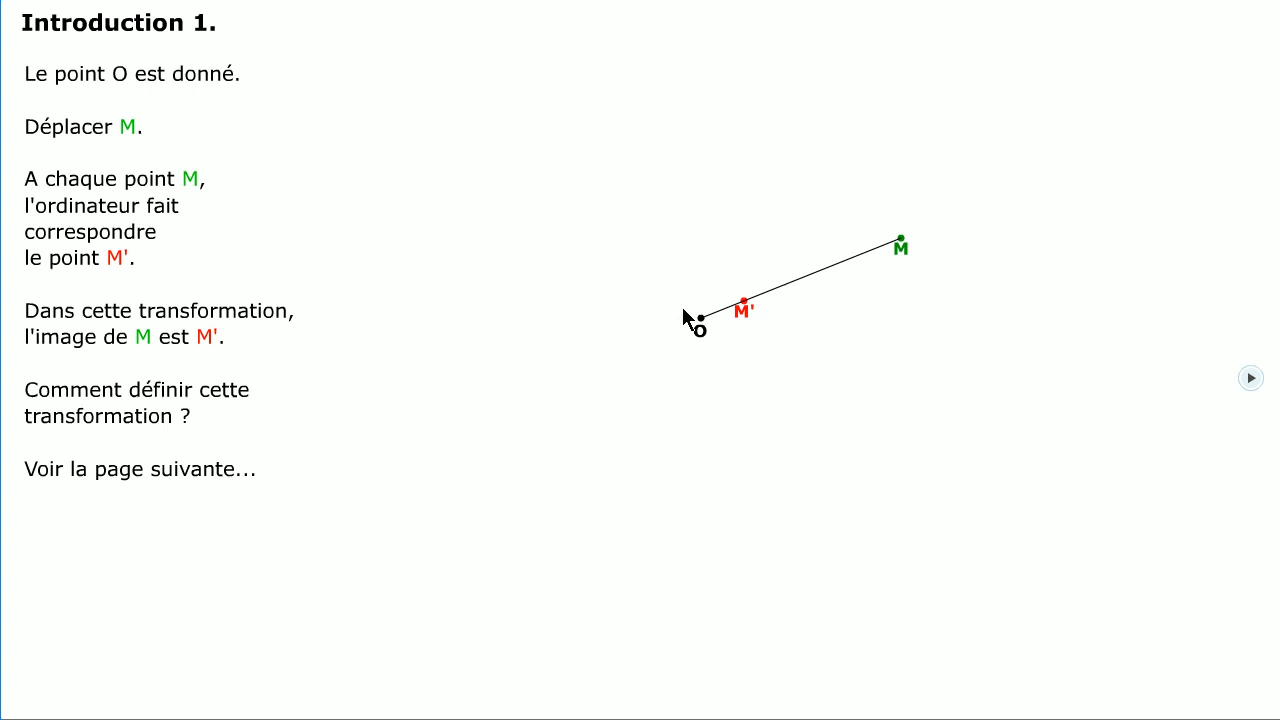 Introduction 1.
Le point O est donné.
Déplacer M.
A chaque point M,
l'ordinateur fait
correspondre
le point M'.
Dans cette transformation,
l'image de M est M'.
Comment définir cette
transformation ?
Voir la page suivante...
M
M'
O